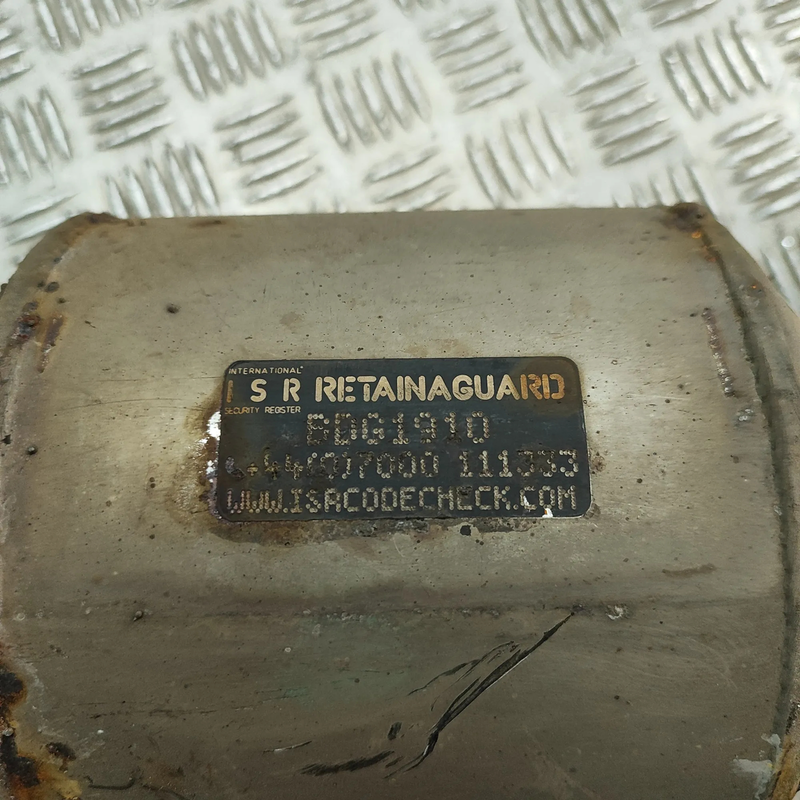 INTERNATIONAL
I S R RETAINAGUARD
SECURITY REGISTER
BDG1910
+44(0)7000 111333
WWW.ISRCODECHECK.COM